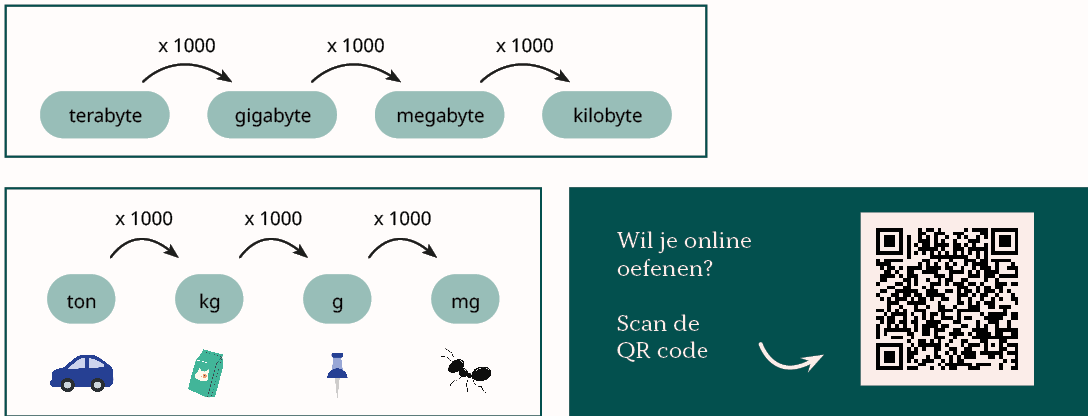 x 1000 x 1000 x 1000
terabyte gigabyte megabyte kilobyte
x 1000 x 1000 x 1000
ton kg g mg
Wil je online
oefenen?
Scan de
QR code